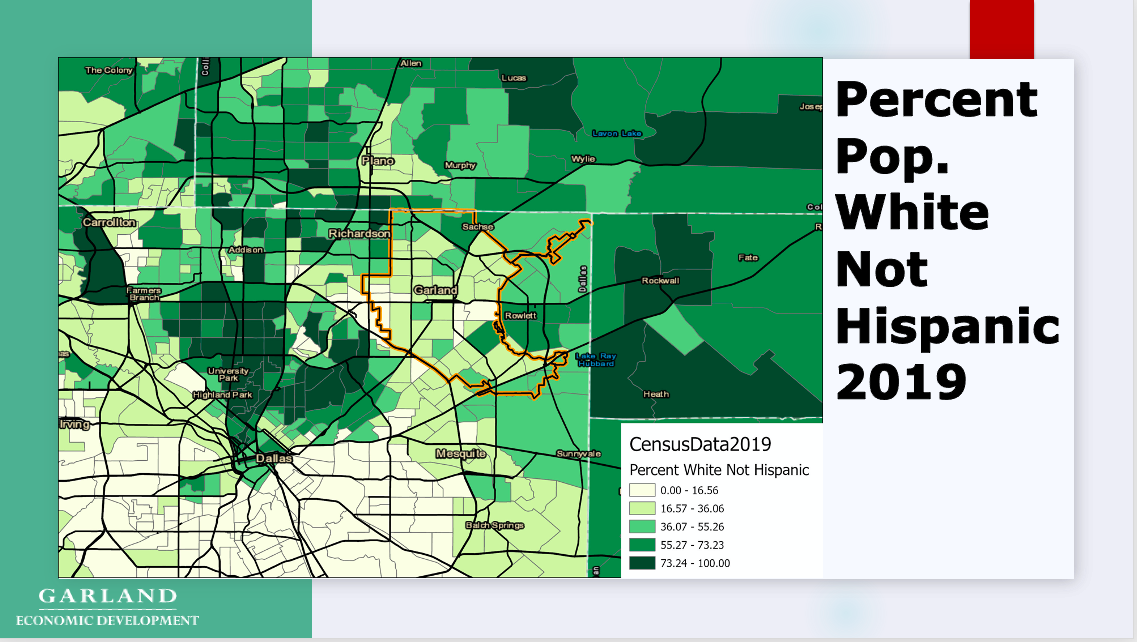 Percent
Pop.
White
Not
Hispanic
2019
The Colony
Coll
Allen
Lucas
Josep
Lavon Lake
Plano
Murphy
Wylie
Col
Carrollton
Richardson
Sachse
R
Addison
Fate
Dallas
Rockwall
Farmers
Branch
Garland
Rowlett
as
University
Park
Lake Ray
Hubbard
Highland Park
Heath
Irving
Dallas
Mesquite
Sunnyvale
Balch Springs
an
CensusData2019
Percent White Not Hispanic
0.00 - 16.56
16.57 - 36.06
36.07 - 55.26
55.27 - 73.23
73.24 - 100.00
GARLAND
ECONOMIC DEVELOPMENT